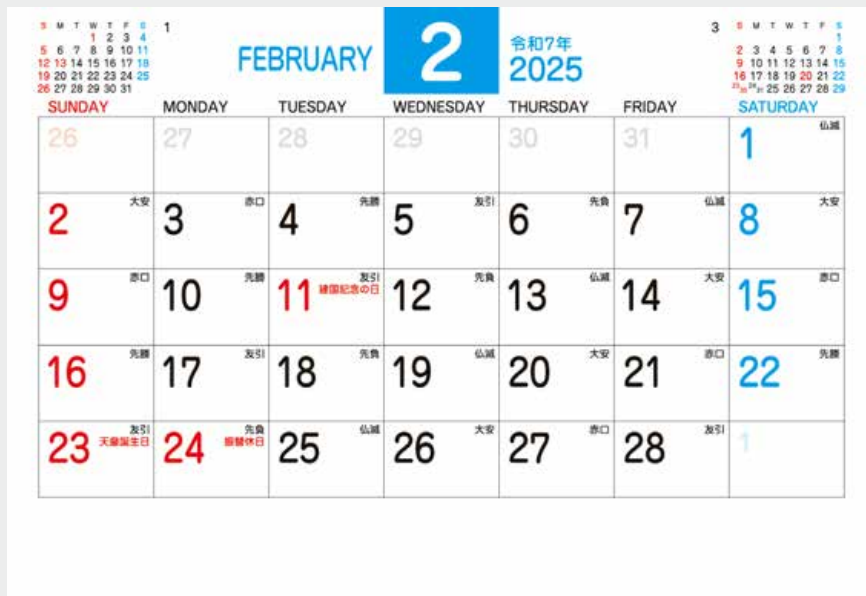 1
S M T W T F S
1 2 3 4
5 6 7 8 9 10 11
12 13 14 15 16 17 18
19 20 21 22 23 24 25
26 27 28 29 30 31
FEBRUARY
2
令和7年
2025
3
S M T W T F S
1
2 3 4 5 6 7 8
9 10 11 12 13 14 15
16 17 18 19 20 21 22
23/30 24/31 25 26 27 28 29
SUNDAY MONDAY TUESDAY WEDNESDAY THURSDAY FRIDAY SATURDAY
26 27 28 29 30 31 1 仏滅
2 大安 3 赤口 4 先勝 5 友引 6 先負 7 仏滅 8 大安
9 赤口 10 先勝 11 友引 建国記念の日 12 先負 13 仏滅 14 大安 15 赤口
16 先勝 17 友引 18 先負 19 仏滅 20 大安 21 赤口 22 先勝
23 友引 天皇誕生日 24 先負 振替休日 25 仏滅 26 大安 27 赤口 28 友引 1